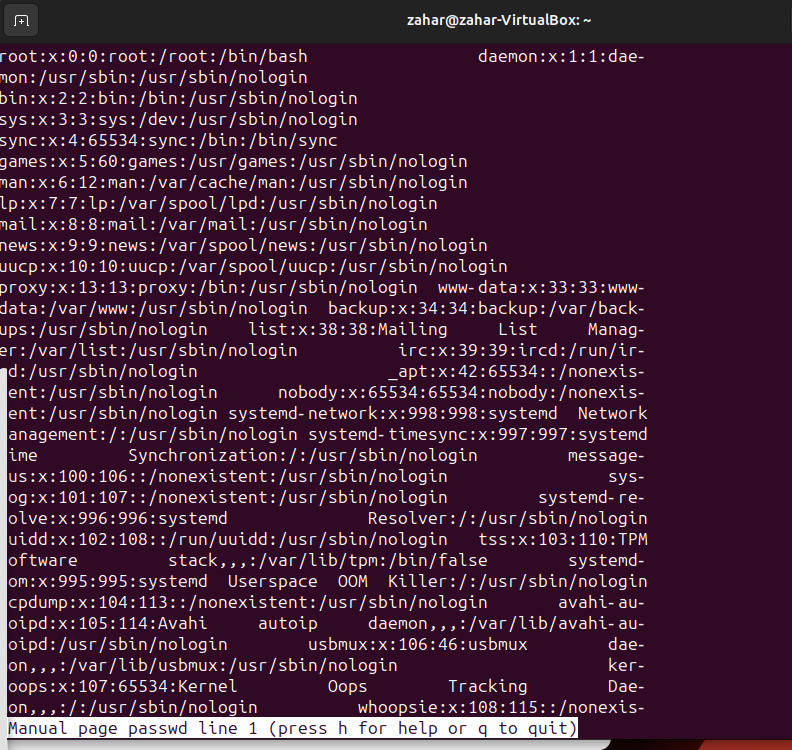 zahar@zahar-VirtualBox: ~
root:x:0:0:root:/root:/bin/bash daemon:x:1:1:dae-
mon:/usr/sbin:/usr/sbin/nologin
bin:x:2:2:bin:/bin:/usr/sbin/nologin
sys:x:3:3:sys:/dev:/usr/sbin/nologin
sync:x:4:65534:sync:/bin:/bin/sync
games:x:5:60:games:/usr/games:/usr/sbin/nologin
man:x:6:12:man:/var/cache/man:/usr/sbin/nologin
lp:x:7:7:lp:/var/spool/lpd:/usr/sbin/nologin
mail:x:8:8:mail:/var/mail:/usr/sbin/nologin
news:x:9:9:news:/var/spool/news:/usr/sbin/nologin
uucp:x:10:10:uucp:/var/spool/uucp:/usr/sbin/nologin
proxy:x:13:13:proxy:/bin:/usr/sbin/nologin www-data:x:33:33:www-
data:/var/www:/usr/sbin/nologin backup:x:34:34:backup:/var/back-
ups:/usr/sbin/nologin list:x:38:38:Mailing List Manag-
er:/var/list:/usr/sbin/nologin irc:x:39:39:ircd:/run/ir-
d:/usr/sbin/nologin _apt:x:42:65534::/nonexis-
ent:/usr/sbin/nologin nobody:x:65534:65534:nobody:/nonexis-
ent:/usr/sbin/nologin systemd-network:x:998:998:systemd Network
anagement:/:/usr/sbin/nologin systemd-timesync:x:997:997:systemd
ime Synchronization:/:/usr/sbin/nologin message-
us:x:100:106::/nonexistent:/usr/sbin/nologin sys-
og:x:101:107::/nonexistent:/usr/sbin/nologin systemd-re-
olve:x:996:996:systemd Resolver:/:/usr/sbin/nologin
uidd:x:102:108::/run/uuidd:/usr/sbin/nologin tss:x:103:110:TPM
oftware stack,,,:/var/lib/tpm:/bin/false systemd-
om:x:995:995:systemd Userspace OOM Killer:/:/usr/sbin/nologin
cpdump:x:104:113::/nonexistent:/usr/sbin/nologin avahi-au-
oipd:x:105:114:Avahi autoip daemon,,,:/var/lib/avahi-au-
oipd:/usr/sbin/nologin usbmux:x:106:46:usbmux dae-
on,,,:/var/lib/usbmux:/usr/sbin/nologin ker-
oops:x:107:65534:Kernel Oops Tracking Dae-
on,,,:/:/usr/sbin/nologin whoopsie:x:108:115::/nonexis-
Manual page passwd line 1 (press h for help or q to quit)